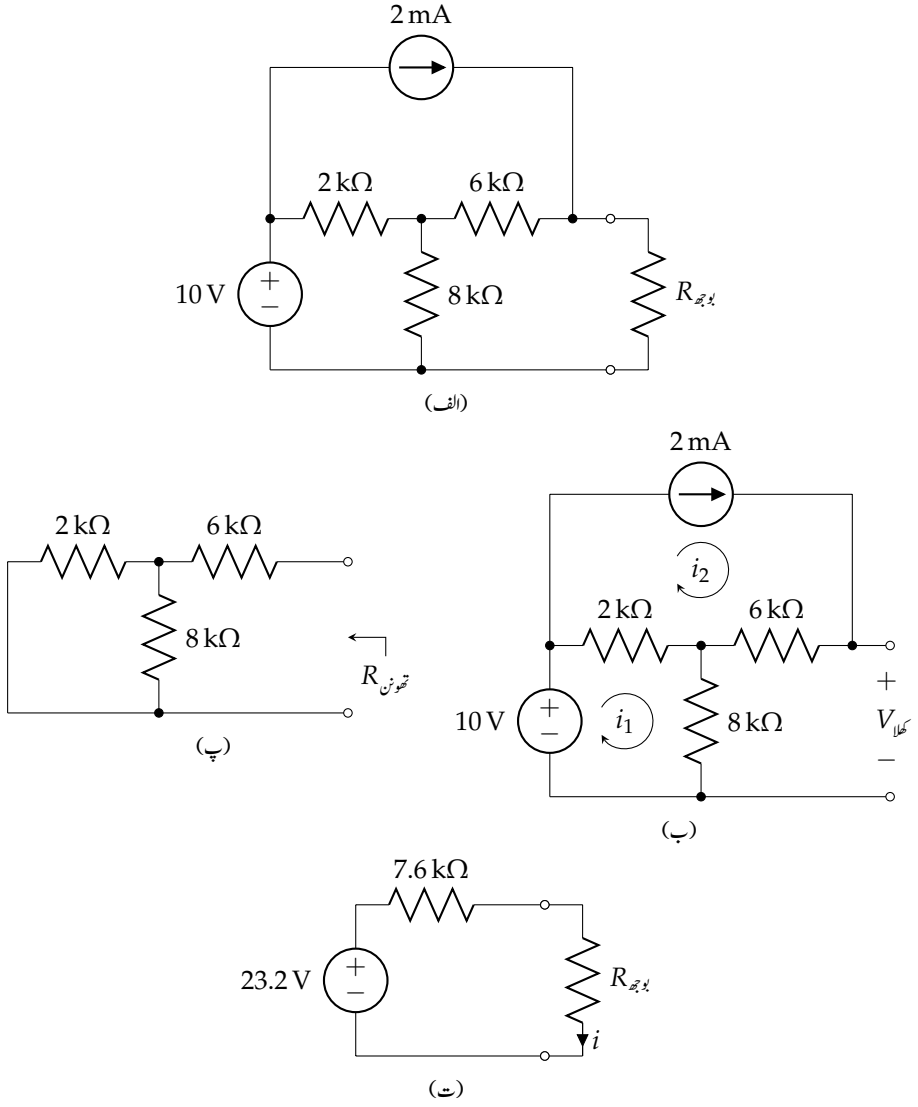 2 mA
2 kΩ
6 kΩ
10 V
+
−
8 kΩ
R بوجھ
(الف)
2 mA
i2
2 kΩ
6 kΩ
10 V
+
−
i1
8 kΩ
+
V کھلا
−
(ب)
2 kΩ
6 kΩ
8 kΩ
R تھونن
(پ)
7.6 kΩ
23.2 V
+
−
R بوجھ
i
(ت)